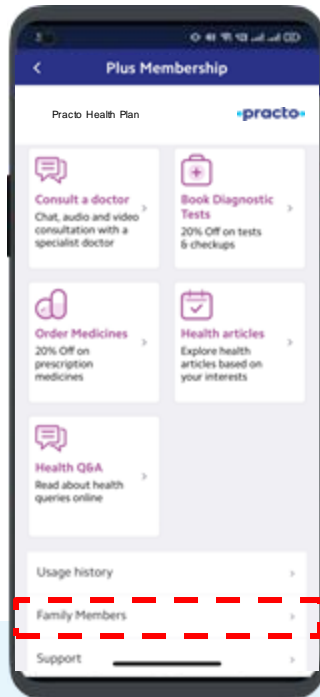 Plus Membership
Practo Health Plan
•practo•
Consult a doctor
Chat, audio and video
consultation with a
specialist doctor
Book Diagnostic
Tests
20% Off on tests
& checkups
Order Medicines
20% Off on
prescription
medicines
Health articles
Explore health
articles based on
your interests
Health Q&A
Read about health
queries online
Usage history
Family Members
Support